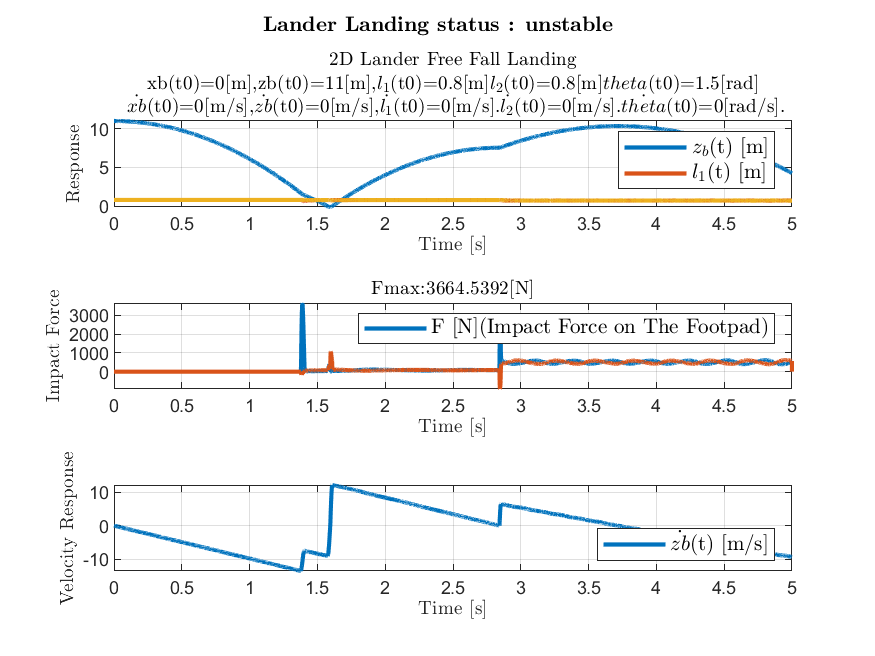 Lander Landing status : unstable
2D Lander Free Fall Landing
xb(t0)=0[m],zb(t0)=11[m],l₁(t0)=0.8[m]l₂(t0)=0.8[m]theta(t0)=1.5[rad]
ẋb(t0)=0[m/s],żb(t0)=0[m/s],l̇₁(t0)=0[m/s].l̇₂(t0)=0[m/s].ṫheta(t0)=0[rad/s].
Response
10
5
0
z_b(t) [m]
l₁(t) [m]
0 0.5 1 1.5 2 2.5 3 3.5 4 4.5 5
Time [s]
Fmax:3664.5392[N]
Impact Force
3000
2000
1000
0
F [N](Impact Force on The Footpad)
0 0.5 1 1.5 2 2.5 3 3.5 4 4.5 5
Time [s]
Velocity Response
10
0
-10
żb(t) [m/s]
0 0.5 1 1.5 2 2.5 3 3.5 4 4.5 5
Time [s]